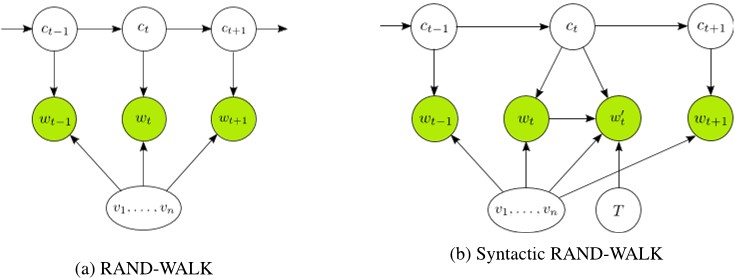 c_{t−1} c_t c_{t+1}
w_{t−1} w_t w_{t+1}
v_1.....v_n
(a) RAND-WALK
c_{t−1} c_t c_{t+1}
w_{t−1} w_t w'_t w_{t+1}
v_1.....v_n T
(b) Syntactic RAND-WALK